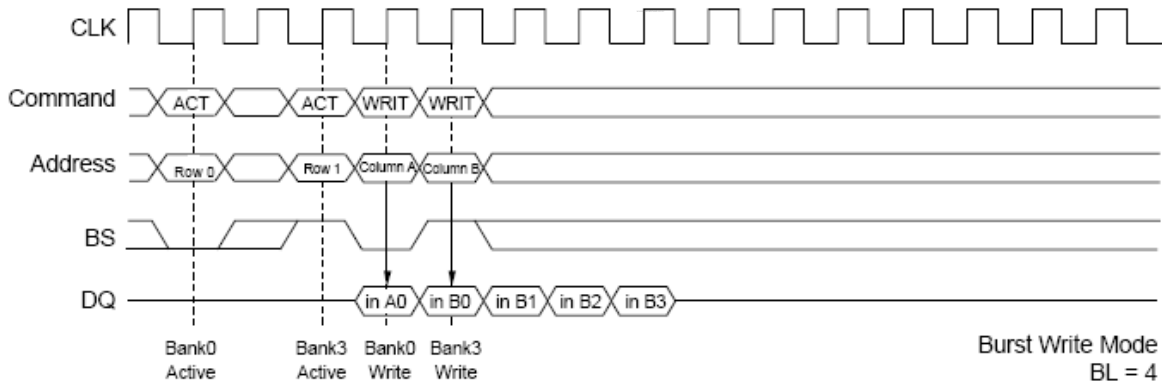 CLK
Command ACT ACT WRIT WRIT
Address Row 0 Row 1 Column A Column B
BS
DQ in A0 in B0 in B1 in B2 in B3
Bank0 Bank3 Bank0 Bank3
Active Active Write Write
Burst Write Mode
BL = 4